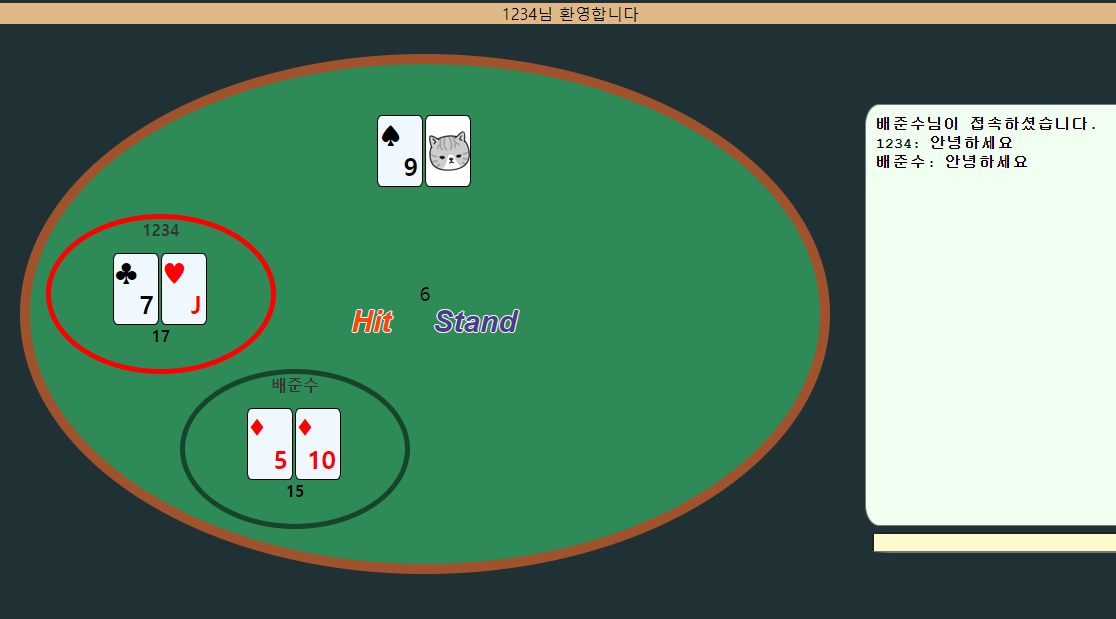 1234님 환영합니다
9
1234
7 J
17
6
Hit Stand
배준수
5 10
15
배준수님이 접속하셨습니다.
1234: 안녕하세요
배준수: 안녕하세요